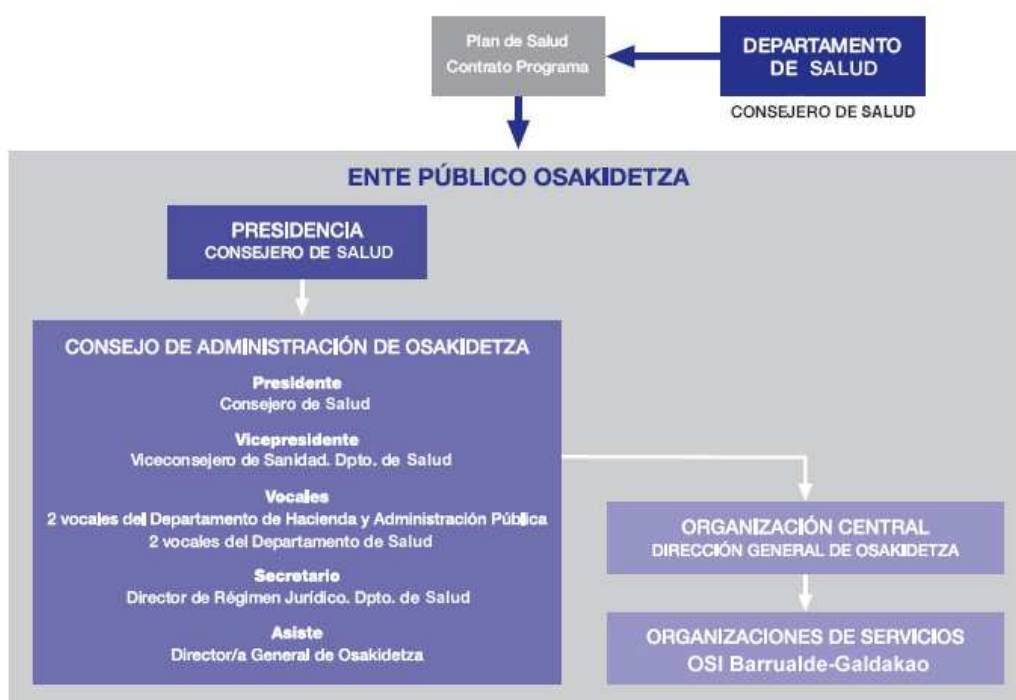 Plan de Salud
Contrato Programa
DEPARTAMENTO
DE SALUD
CONSEJERO DE SALUD
ENTE PÚBLICO OSAKIDETZA
PRESIDENCIA
CONSEJERO DE SALUD
CONSEJO DE ADMINISTRACIÓN DE OSAKIDETZA
Presidente
Consejero de Salud
Vicepresidente
Viceconsejero de Sanidad. Dpto. de Salud
Vocales
2 vocales del Departamento de Hacienda y Administración Pública
2 vocales del Departamento de Salud
Secretario
Director de Régimen Jurídico. Dpto. de Salud
Asiste
Director/a General de Osakidetza
ORGANIZACIÓN CENTRAL
DIRECCIÓN GENERAL DE OSAKIDETZA
ORGANIZACIONES DE SERVICIOS
OSI Barrualde-Galdakao